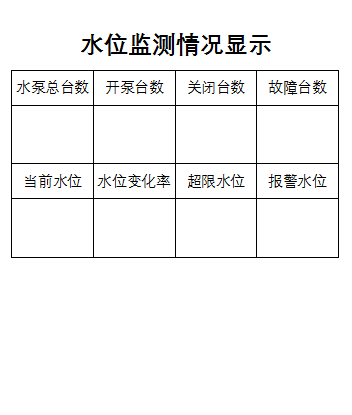 水位监测情况显示
水泵总台数 开泵台数 关闭台数 故障台数
当前水位 水位变化率 超限水位 报警水位